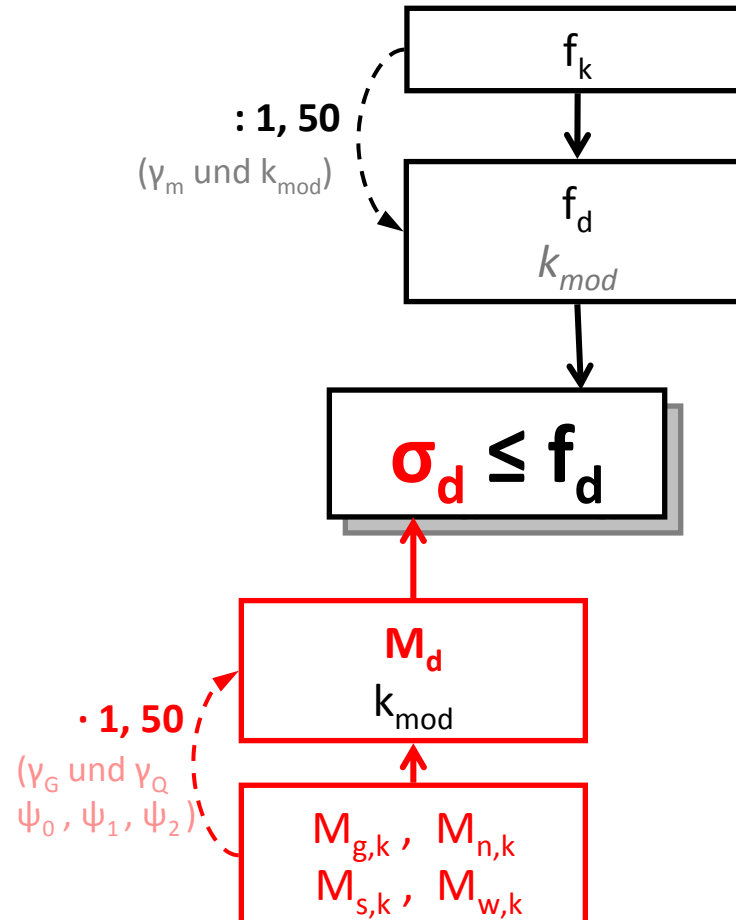 f_k
: 1, 50
(γ_m und k_mod)
f_d
k_mod
σ_d ≤ f_d
M_d
k_mod
· 1, 50
(γ_G und γ_Q
ψ_0 , ψ_1 , ψ_2 )
M_g,k , M_n,k
M_s,k , M_w,k